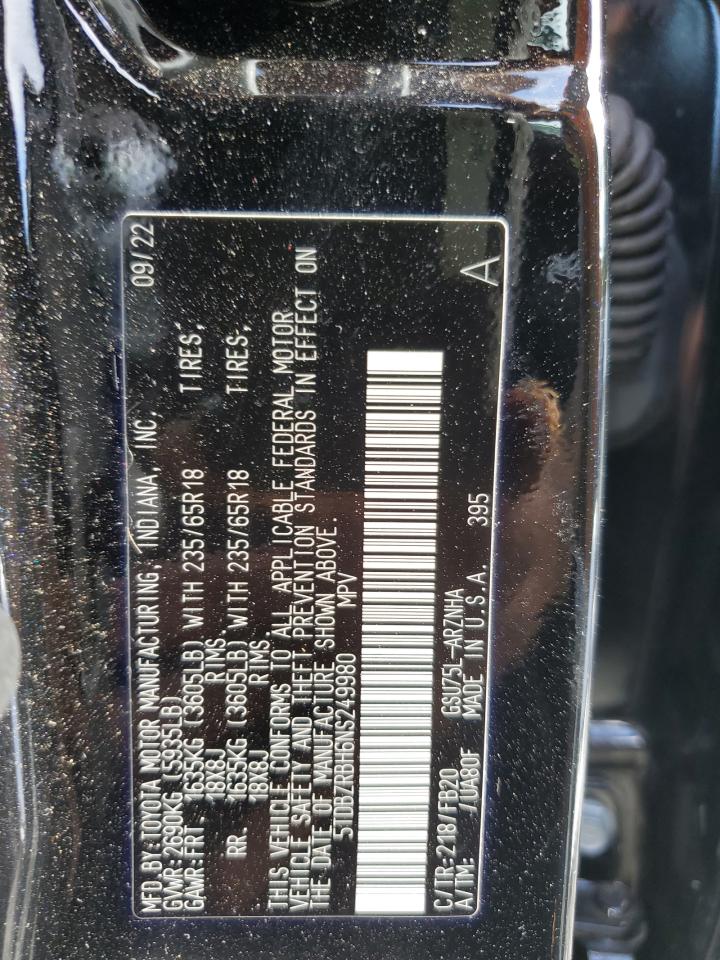 MFD BY:TOYOTA MOTOR MANUFACTURING, INDIANA, INC. 09/22
GVWR:2690KG (5935LB)
GAWR:FRT 1635KG (3605LB) WITH 235/65R18 TIRES,
18X8J RIMS,
RR. 1635KG (3605LB) WITH 235/65R18 TIRES,
18X8J RIMS.
THIS VEHICLE CONFORMS TO ALL APPLICABLE FEDERAL MOTOR
VEHICLE SAFETY AND THEFT PREVENTION STANDARDS IN EFFECT ON
THE DATE OF MANUFACTURE SHOWN ABOVE.
5TDBZRBH6NS249980 MPV
C/TR:218/FB20 GSU75L-ARZNHA
A/TM: /UA80F MADE IN U.S.A. 395 A